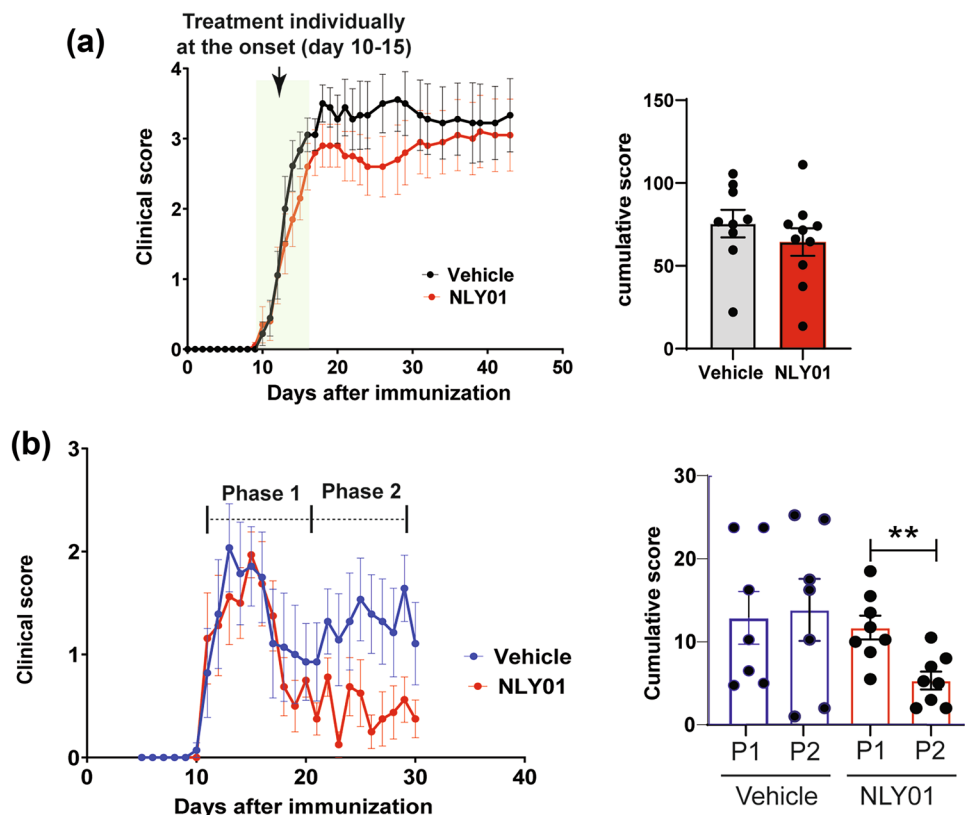 Treatment individually
at the onset (day 10-15)
(a)
4
3
2
1
0
Clinical score
0 10 20 30 40 50
Days after immunization
Vehicle
NLY01
150
100
50
0
cumulative score
Vehicle NLY01
(b)
3
2
1
0
Clinical score
Phase 1 Phase 2
0 10 20 30 40
Days after immunization
Vehicle
NLY01
30
20
10
0
Cumulative score
**
P1 P2 P1 P2
Vehicle NLY01